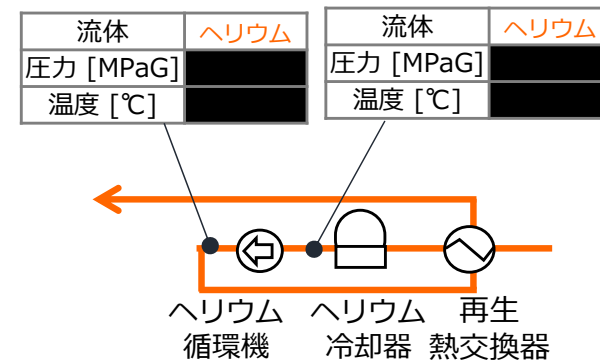 流体 ヘリウム
圧力 [MPaG]
温度 [℃]
流体 ヘリウム
圧力 [MPaG]
温度 [℃]
ヘリウム
循環機
ヘリウム
冷却器
再生
熱交換器